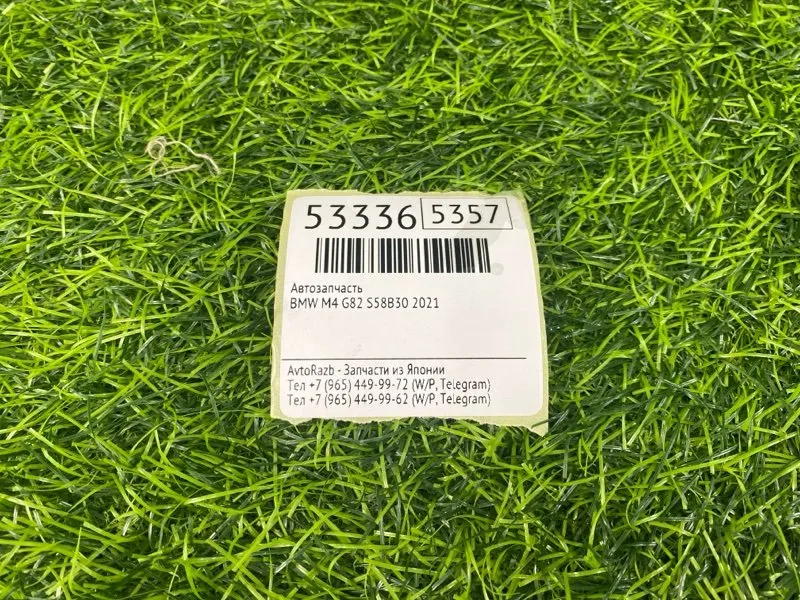 53336 5357
Автозапчасть
BMW M4 G82 S58B30 2021
AvtoRazb - Запчасти из Японии
Тел +7 (965) 449-99-72 (W/P, Telegram)
Тел +7 (965) 449-99-62 (W/P, Telegram)